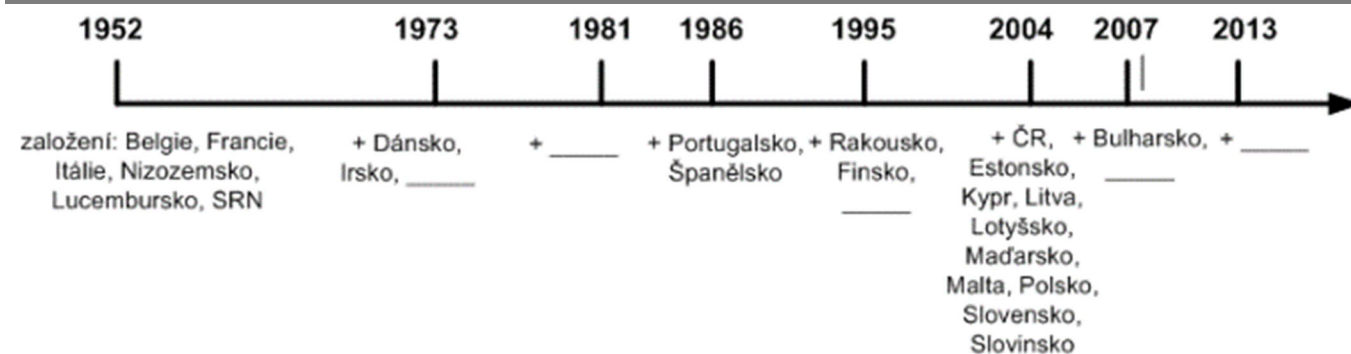 1952 1973 1981 1986 1995 2004 2007 2013
založení: Belgie, Francie,
Itálie, Nizozemsko,
Lucembursko, SRN
+ Dánsko,
Irsko, ______
+ ______
+ Portugalsko,
Španělsko
+ Rakousko,
Finsko,
______
+ ČR,
Estonsko,
Kypr, Litva,
Lotyšsko,
Maďarsko,
Malta, Polsko,
Slovensko,
Slovinsko
+ Bulharsko,
______
+ ______